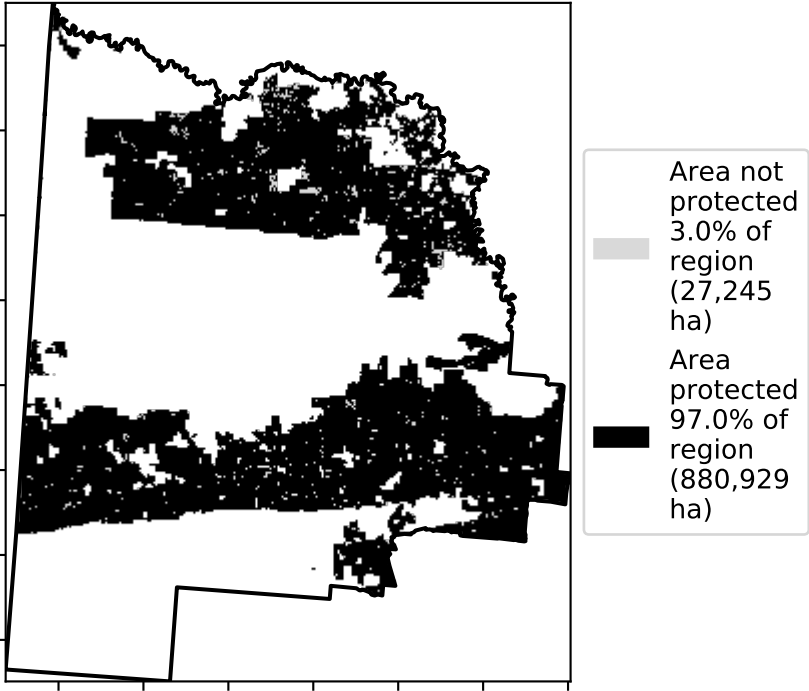 Area not
protected
3.0% of
region
(27,245
ha)
Area
protected
97.0% of
region
(880,929
ha)